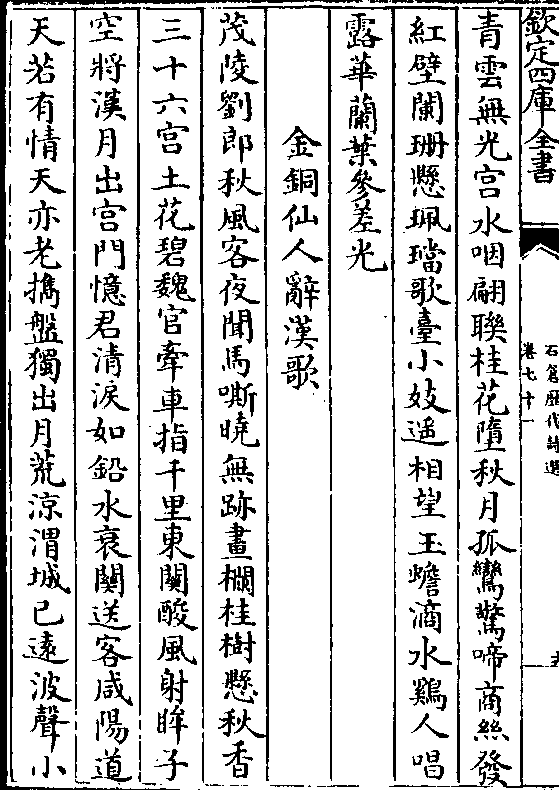 欽定四庫全書
石倉歷代詩選
卷七十一
青雲無光宮水咽翩聯桂花墮秋月孤鸞驚啼商絲發
紅壁闌珊懸珮璫歌臺小妓遥相望玉蟾滴水鷄人唱
露華蘭葉參差光
金銅仙人辭漢歌
茂陵劉郎秋風客夜聞馬嘶曉無跡畫欄桂樹懸秋香
三十六宫土花碧魏官牽車指千里東關酸風射眸子
空將漢月出宫門憶君清淚如鉛水衰蘭送客咸陽道
天若有情天亦老擕盤獨出月荒涼渭城已遠波聲小